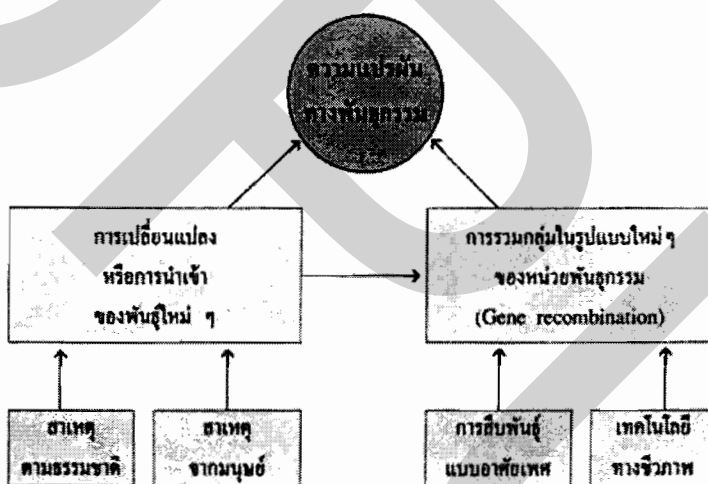 ความแปรผัน
ทางพันธุกรรม
การเปลี่ยนแปลง
หรือการนำเข้า
ของพันธุ์ใหม่ ๆ
การรวมกลุ่มในรูปแบบใหม่ ๆ
ของหน่วยพันธุกรรม
(Gene recombination)
สาเหตุ
ตามธรรมชาติ
สาเหตุ
จากมนุษย์
การสืบพันธุ์
แบบอาศัยเพศ
เทคโนโลยี
ทางชีวภาพ